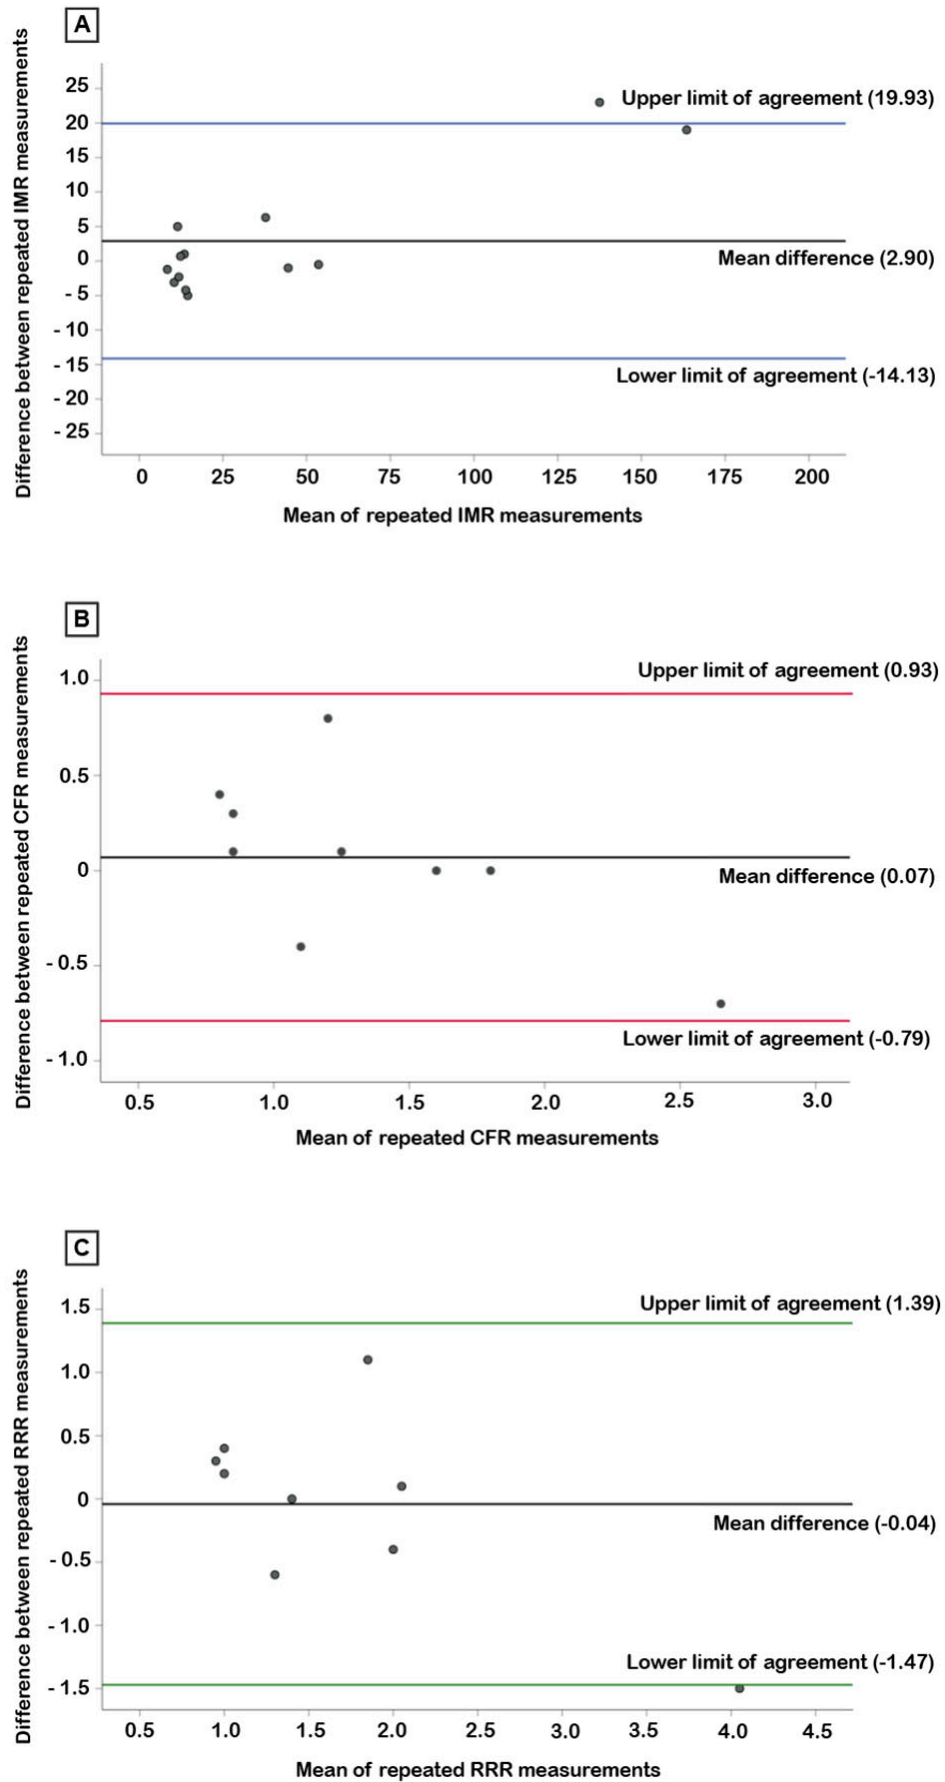 A
Difference between repeated IMR measurements
25
20
15
10
5
0
- 5
- 10
- 15
- 20
- 25
Upper limit of agreement (19.93)
Mean difference (2.90)
Lower limit of agreement (-14.13)
0 25 50 75 100 125 150 175 200
Mean of repeated IMR measurements
B
Difference between repeated CFR measurements
1.0
0.5
0
- 0.5
- 1.0
Upper limit of agreement (0.93)
Mean difference (0.07)
Lower limit of agreement (-0.79)
0.5 1.0 1.5 2.0 2.5 3.0
Mean of repeated CFR measurements
C
Difference between repeated RRR measurements
1.5
1.0
0.5
0
- 0.5
- 1.0
- 1.5
Upper limit of agreement (1.39)
Mean difference (-0.04)
Lower limit of agreement (-1.47)
0.5 1.0 1.5 2.0 2.5 3.0 3.5 4.0 4.5
Mean of repeated RRR measurements